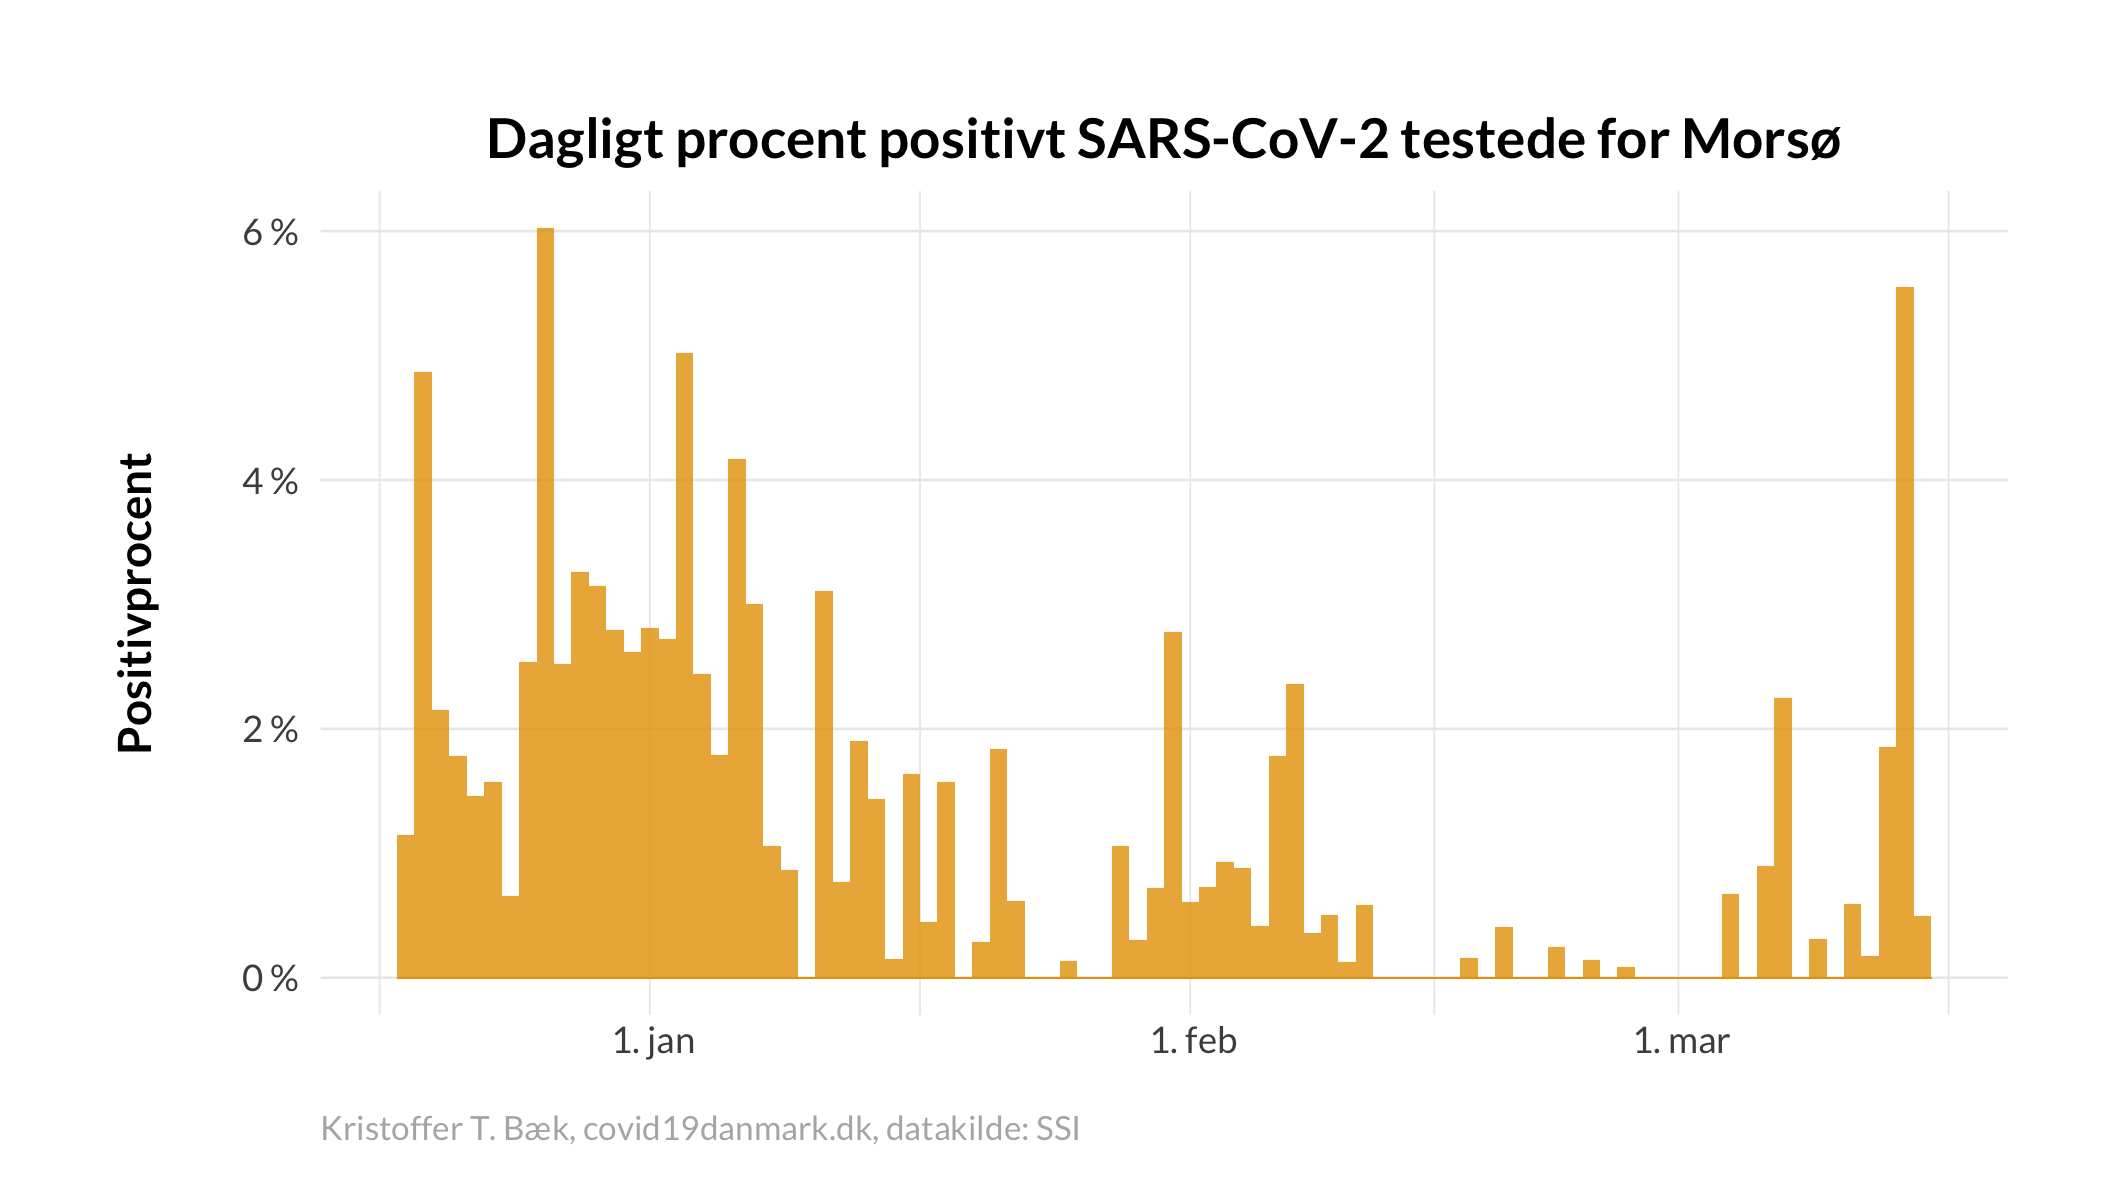 Dagligt procent positivt SARS-CoV-2 testede for Morsø
Positivprocent
6 %
4 %
2 %
0 %
1. jan
1. feb
1. mar
Kristoffer T. Bæk, covid19danmark.dk, datakilde: SSI